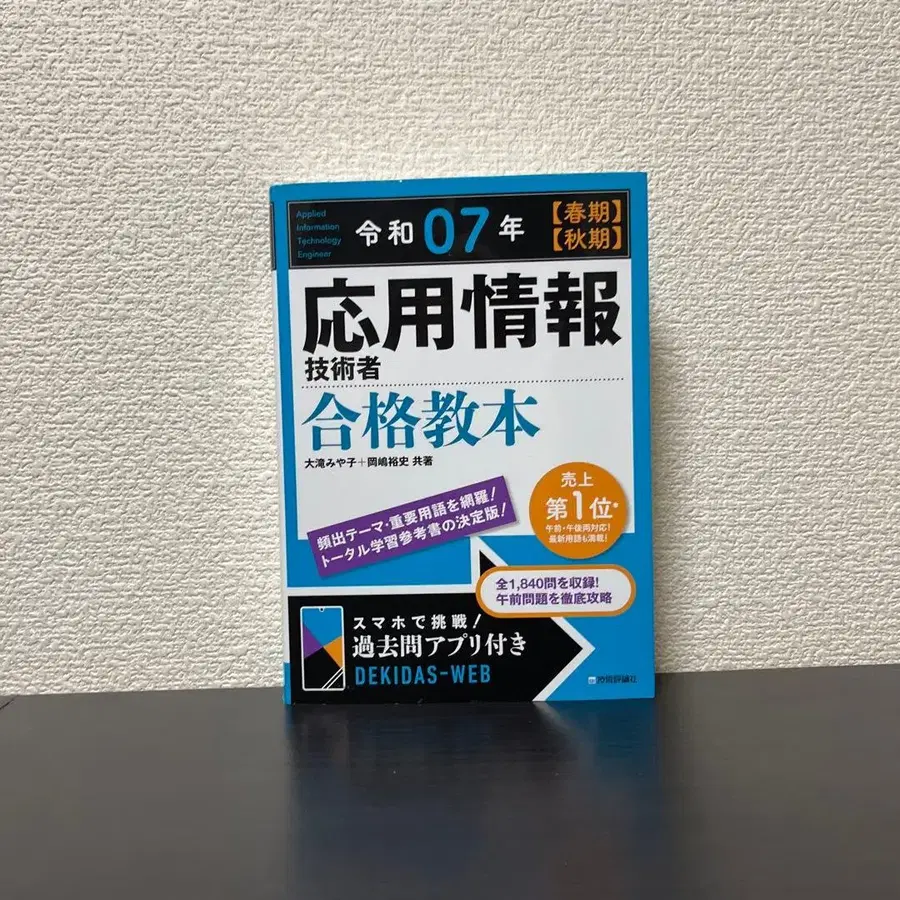 Applied
Information
Technology
Engineer
令和07年
【春期】
【秋期】
応用情報
技術者
合格教本
大滝みや子+岡嶋裕史 共著
頻出テーマ・重要用語を網羅!
トータル学習参考書の決定版!
売上
第1位*
午前・午後両対応!
最新用語も満載!
全1,840問を収録!
午前問題を徹底攻略
スマホで挑戦!
過去問アプリ付き
DEKIDAS-WEB
技術評論社